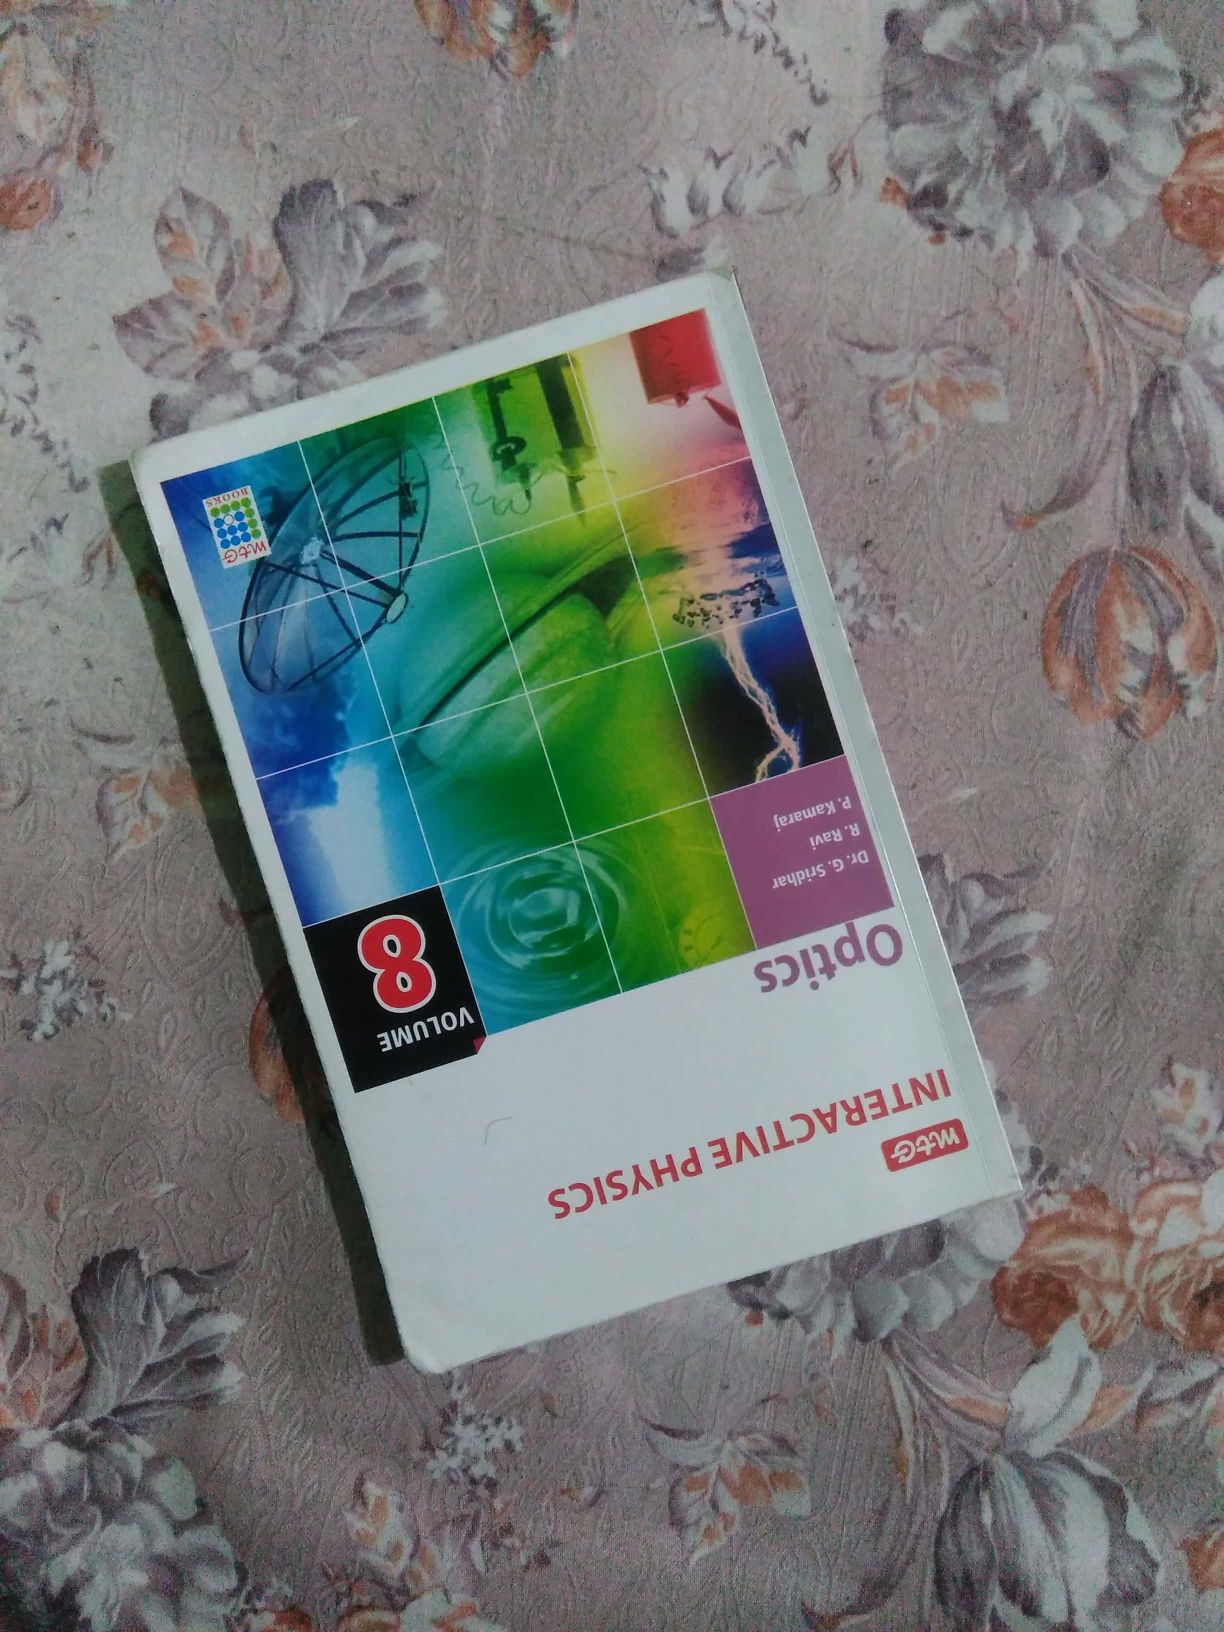 mtG
INTERACTIVE PHYSICS
Optics
VOLUME
8
Dr. G. Sridhar
R. Ravi
P. Kamaraj
mtG
BOOKS